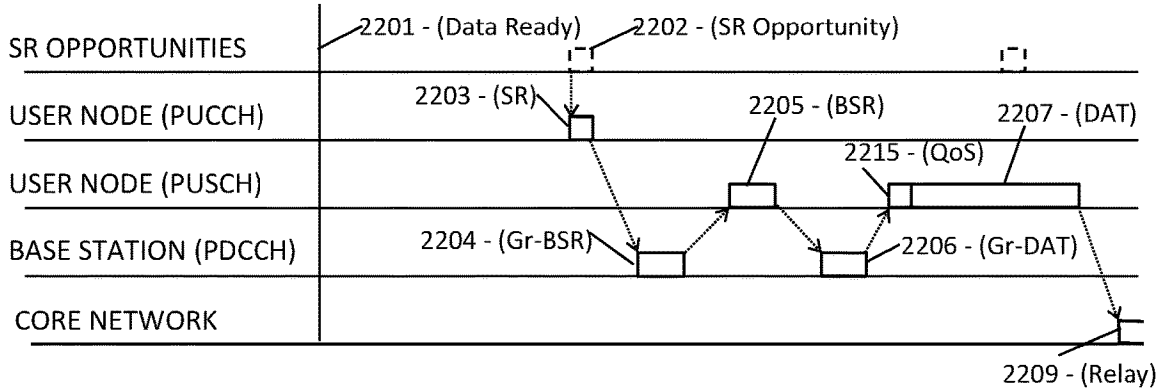 2201 - (Data Ready)
2202 - (SR Opportunity)
SR OPPORTUNITIES
2203 - (SR)
2205 - (BSR)
2207 - (DAT)
USER NODE (PUCCH)
2215 - (QoS)
USER NODE (PUSCH)
2204 - (Gr-BSR)
2206 - (Gr-DAT)
BASE STATION (PDCCH)
CORE NETWORK
2209 - (Relay)